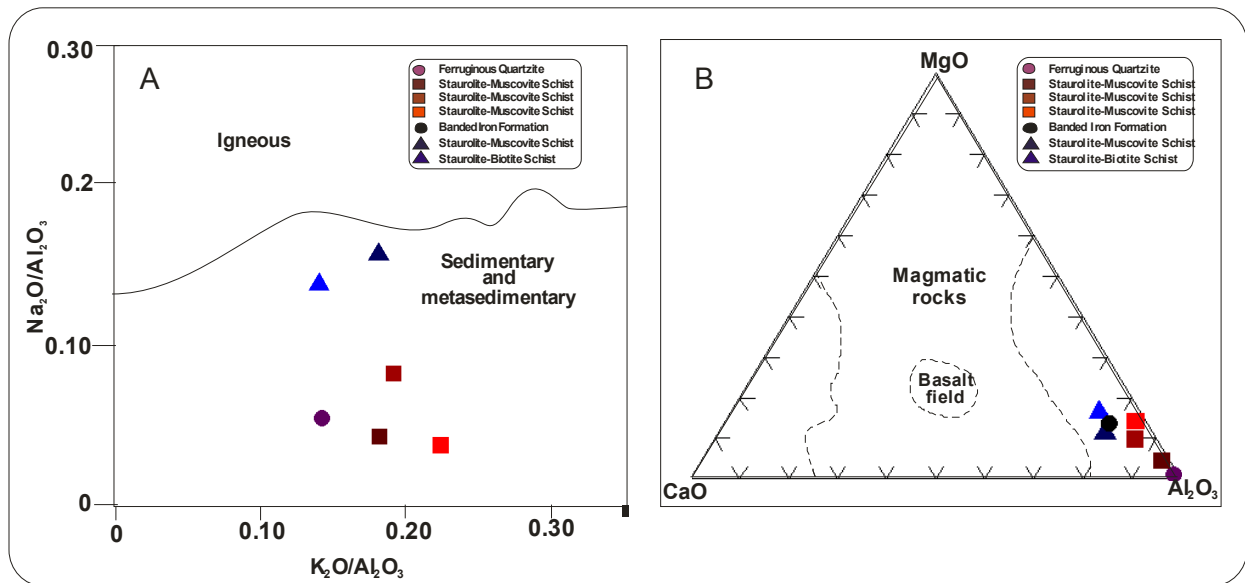 A
0.30
0.2
0.10
0
Na₂O/Al₂O₃
Igneous
Sedimentary
and
metasedimentary
Ferruginous Quartzite
Staurolite-Muscovite Schist
Staurolite-Muscovite Schist
Staurolite-Muscovite Schist
Banded Iron Formation
Staurolite-Muscovite Schist
Staurolite-Biotite Schist
0
0.10
0.20
0.30
K₂O/Al₂O₃
B
MgO
Ferruginous Quartzite
Staurolite-Muscovite Schist
Staurolite-Muscovite Schist
Staurolite-Muscovite Schist
Banded Iron Formation
Staurolite-Muscovite Schist
Staurolite-Biotite Schist
Magmatic
rocks
Basalt
field
CaO
Al₂O₃